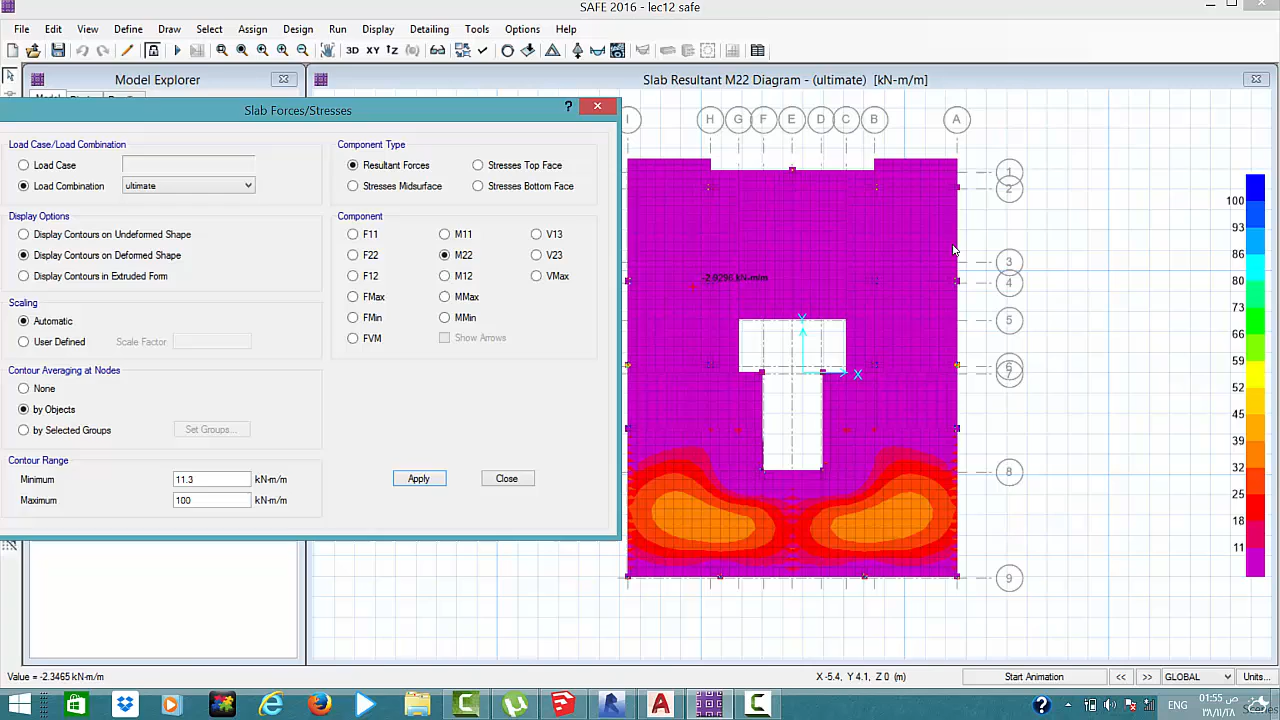 SAFE 2016 - lec12 safe
File Edit View Define Draw Select Assign Design Run Display Detailing Tools Options Help
3D XY
Model Explorer
Slab Resultant M22 Diagram - (ultimate) [kN-m/m]
Slab Forces/Stresses
Load Case/Load Combination
Load Case
Load Combination ultimate
Display Options
Display Contours on Undeformed Shape
Display Contours on Deformed Shape
Display Contours in Extruded Form
Scaling
Automatic
User Defined Scale Factor
Contour Averaging at Nodes
None
by Objects
by Selected Groups Set Groups...
Contour Range
Minimum 11.3 kN-m/m
Maximum 100 kN-m/m
Component Type
Resultant Forces Stresses Top Face
Stresses Midsurface Stresses Bottom Face
Component
F11 M11 V13
F22 M22 V23
F12 M12 VMax
FMax MMax
FMin MMin
FVM Show Arrows
Apply Close
I H G F E D C B A
1
2
3
4
5
6
7
8
9
-2.0296 kN-m/m
Y
X
100
93
86
80
73
66
59
52
45
39
32
25
18
11
Value = -2.3465 kN-m/m
X -5.4, Y 4.1, Z 0 (m)
Start Animation << >> GLOBAL Units...
ENG
01:55 ص